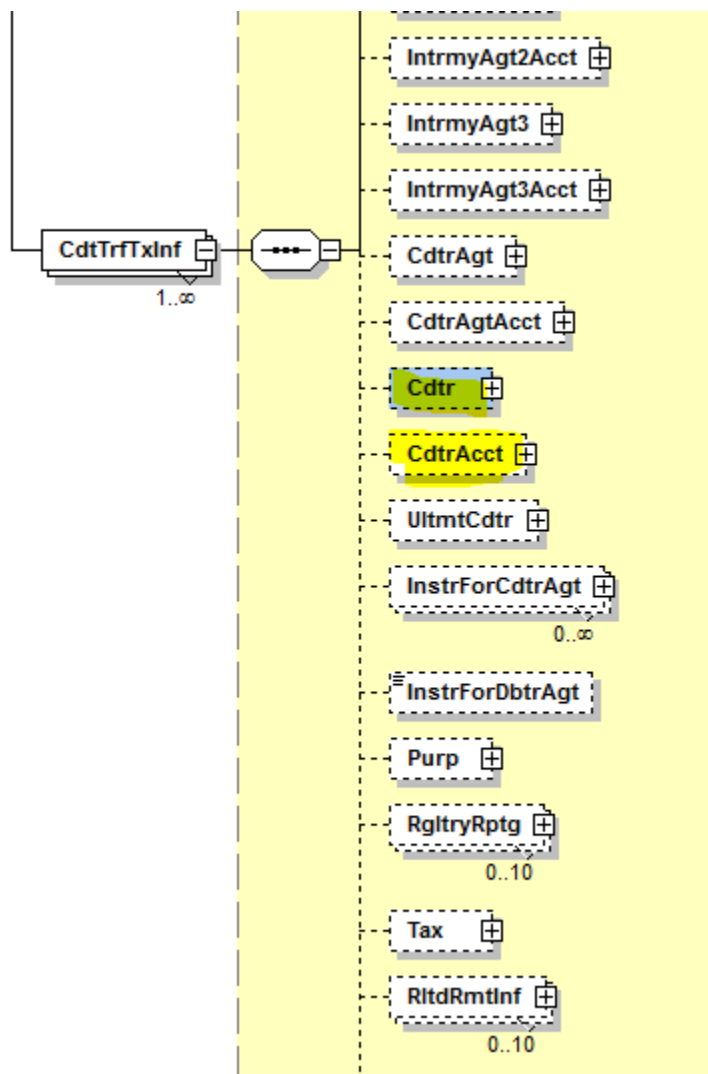 IntrmyAgt2Acct
IntrmyAgt3
IntrmyAgt3Acct
CdtTrfTxInf
1..∞
CdtrAgt
CdtrAgtAcct
Cdtr
CdtrAcct
UltmtCdtr
InstrForCdtrAgt
0..∞
InstrForDbtrAgt
Purp
RgltryRptg
0..10
Tax
RltdRmtInf
0..10